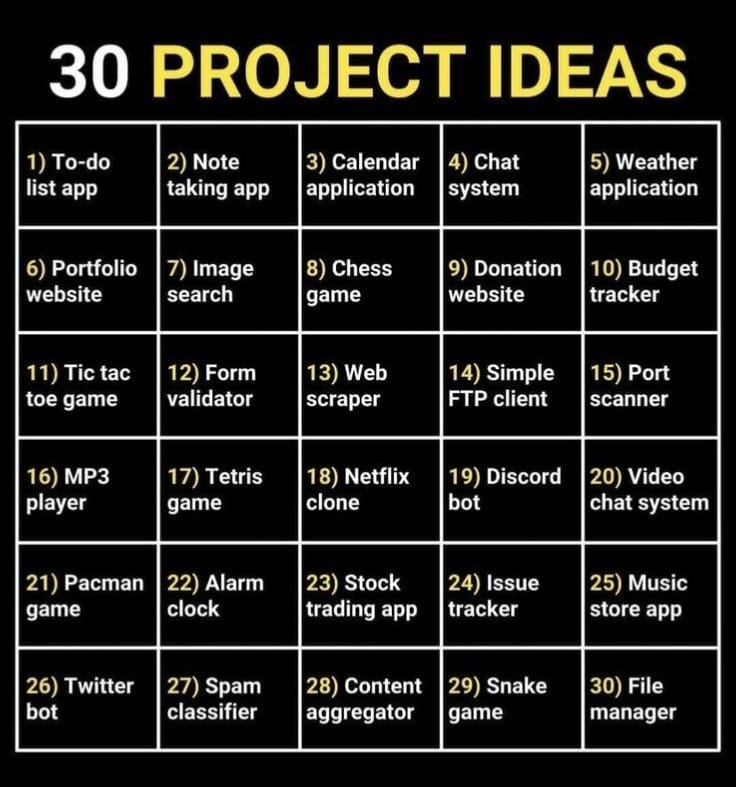 30 PROJECT IDEAS
1) To-do
list app
2) Note
taking app
3) Calendar
application
4) Chat
system
5) Weather
application
6) Portfolio
website
7) Image
search
8) Chess
game
9) Donation
website
10) Budget
tracker
11) Tic tac
toe game
12) Form
validator
13) Web
scraper
14) Simple
FTP client
15) Port
scanner
16) MP3
player
17) Tetris
game
18) Netflix
clone
19) Discord
bot
20) Video
chat system
21) Pacman
game
22) Alarm
clock
23) Stock
trading app
24) Issue
tracker
25) Music
store app
26) Twitter
bot
27) Spam
classifier
28) Content
aggregator
29) Snake
game
30) File
manager